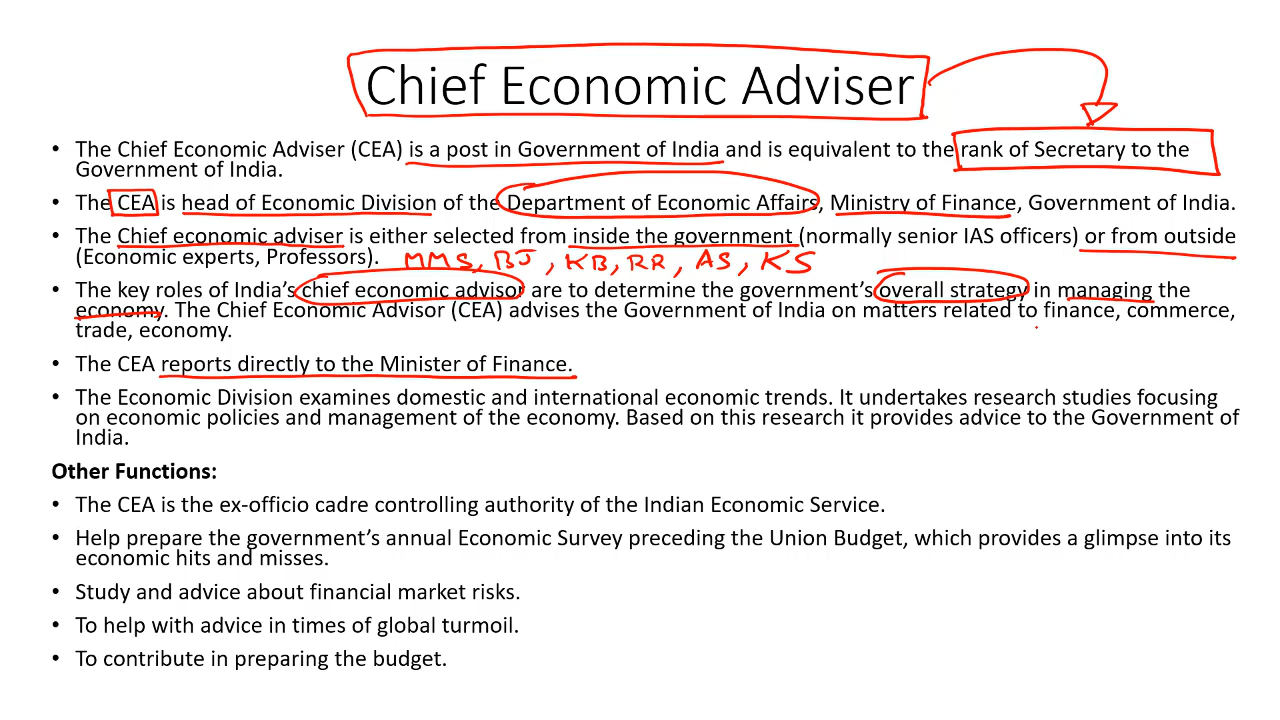 Chief Economic Adviser
• The Chief Economic Adviser (CEA) is a post in Government of India and is equivalent to the rank of Secretary to the
Government of India.
• The CEA is head of Economic Division of the Department of Economic Affairs, Ministry of Finance, Government of India.
• The Chief economic adviser is either selected from inside the government (normally senior IAS officers) or from outside
(Economic experts, Professors). MMS, BJ, KB, RR, AS, KS
• The key roles of India's chief economic advisor are to determine the government's overall strategy in managing the
economy. The Chief Economic Advisor (CEA) advises the Government of India on matters related to finance, commerce,
trade, economy.
• The CEA reports directly to the Minister of Finance.
• The Economic Division examines domestic and international economic trends. It undertakes research studies focusing
on economic policies and management of the economy. Based on this research it provides advice to the Government of
India.
Other Functions:
• The CEA is the ex-officio cadre controlling authority of the Indian Economic Service.
• Help prepare the government's annual Economic Survey preceding the Union Budget, which provides a glimpse into its
economic hits and misses.
• Study and advice about financial market risks.
• To help with advice in times of global turmoil.
• To contribute in preparing the budget.